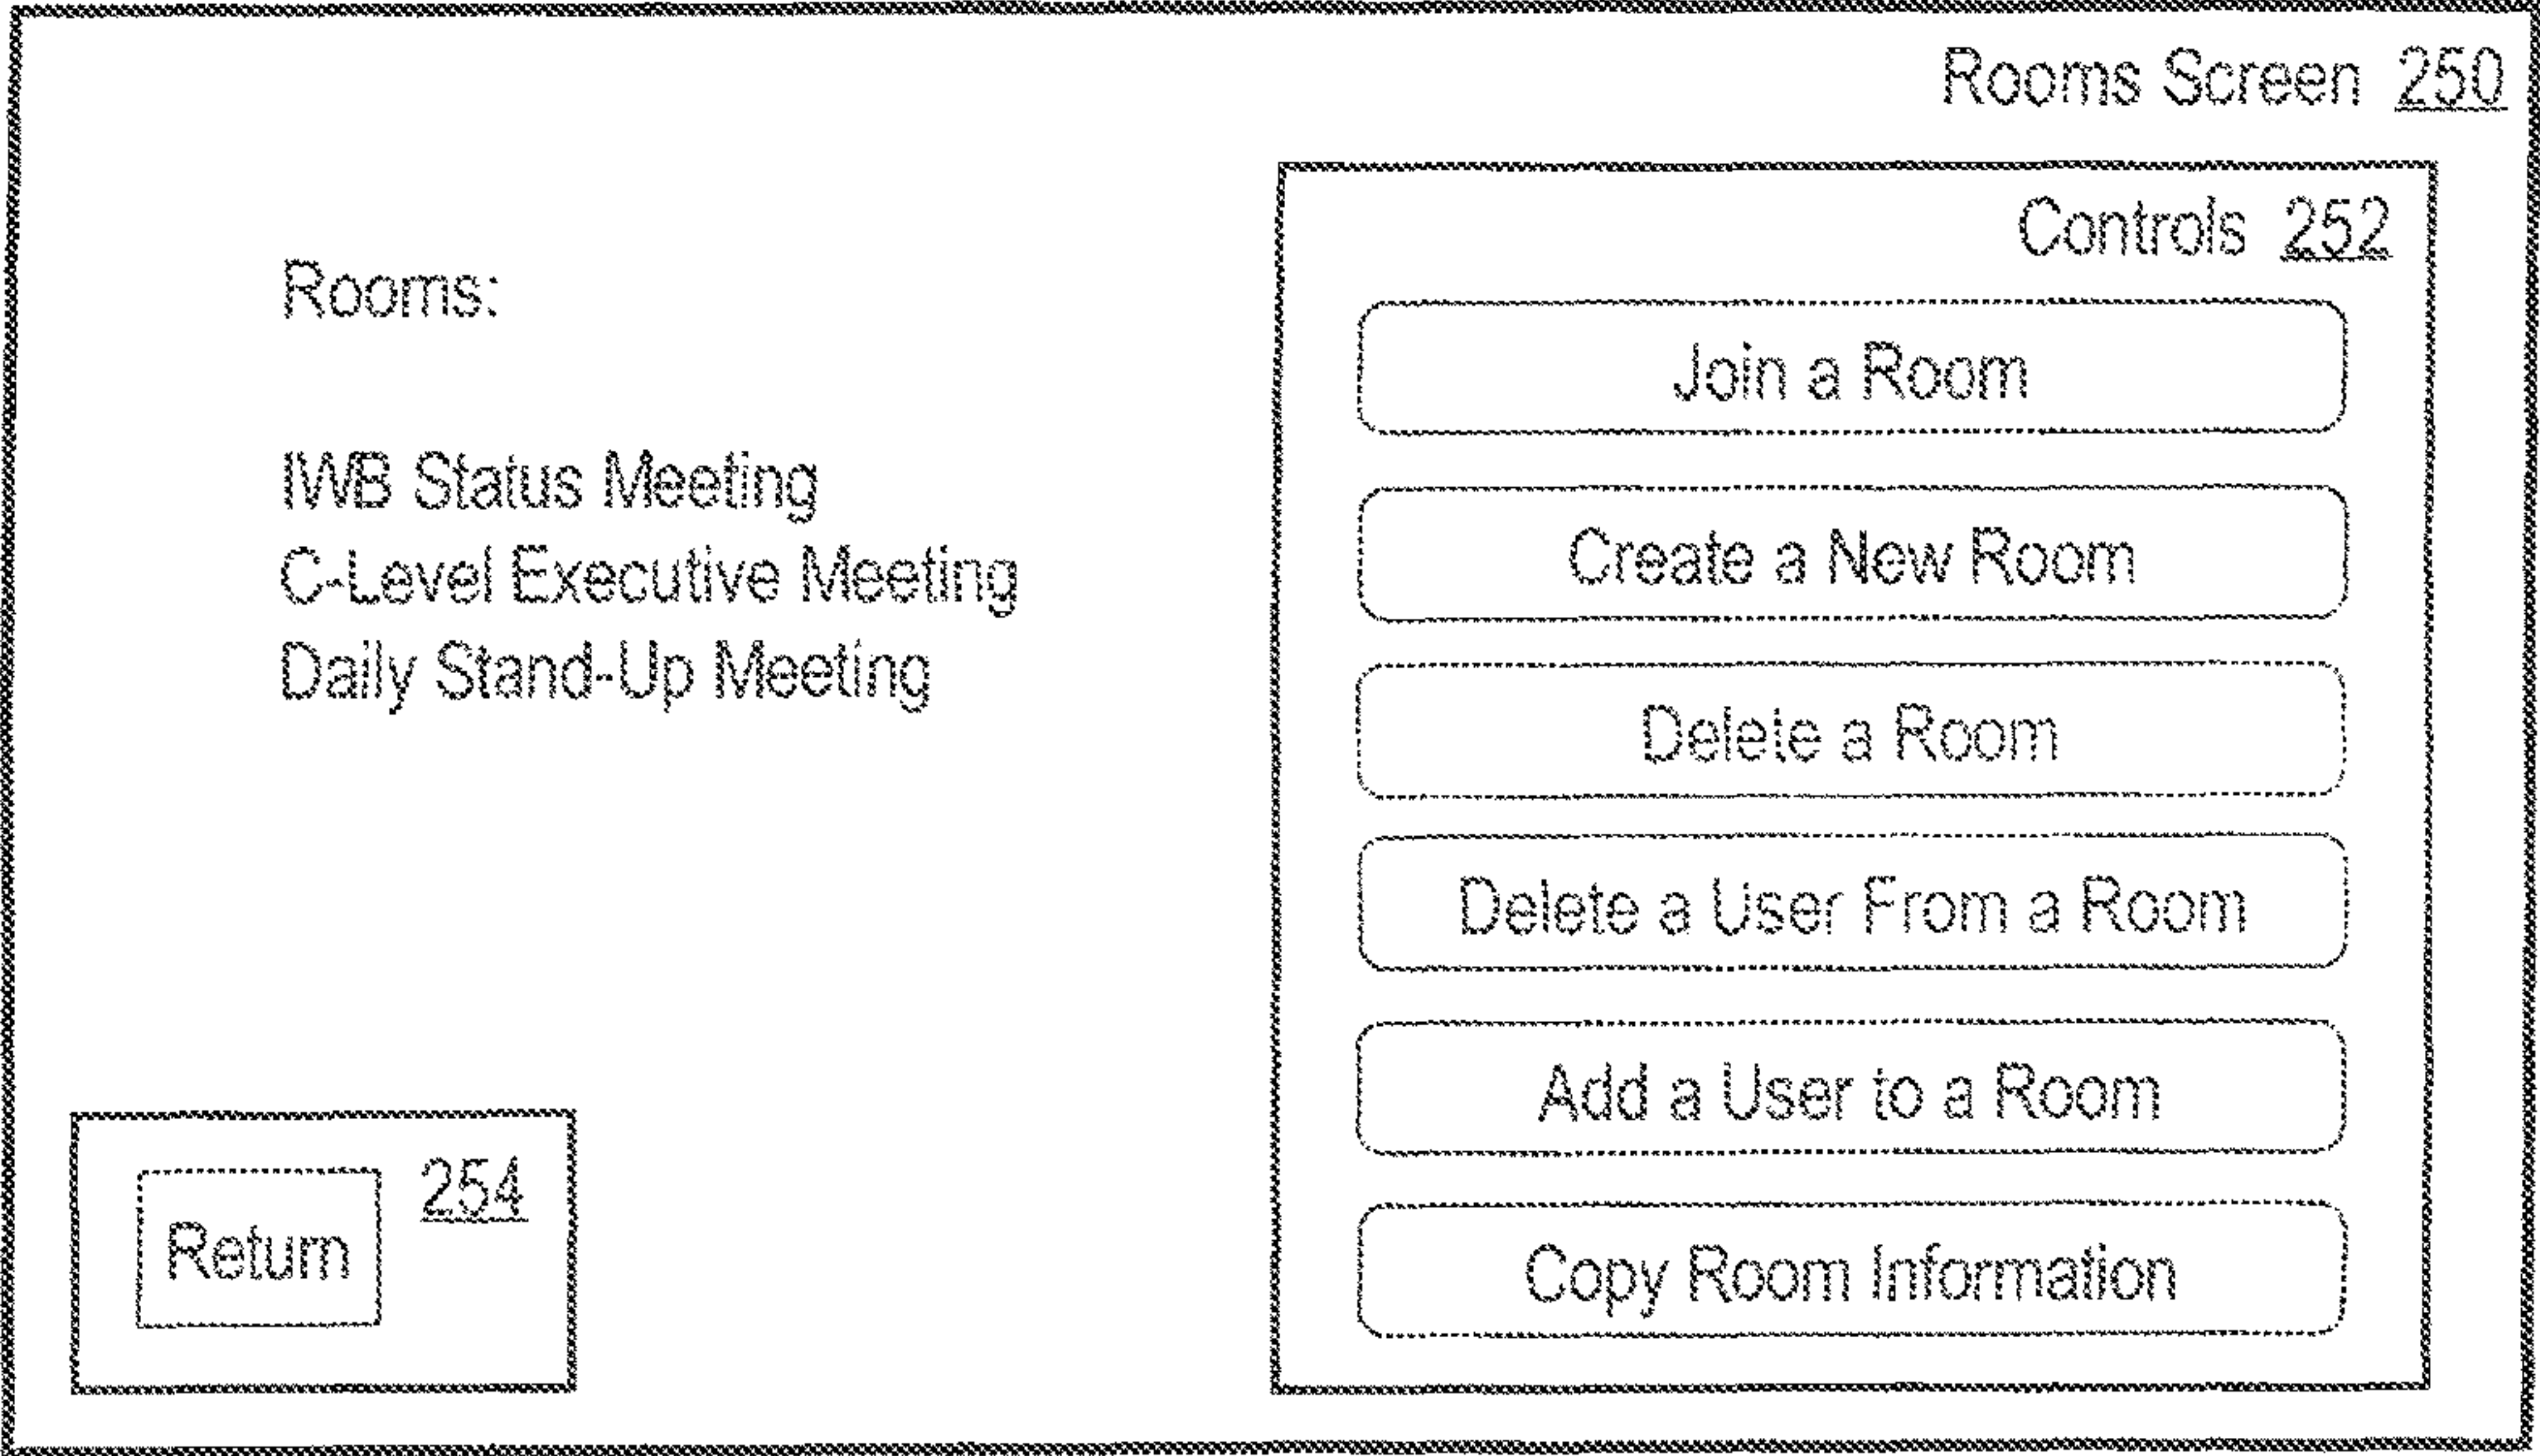 Rooms Screen 250
Rooms:
IWB Status Meeting
C-Level Executive Meeting
Daily Stand-Up Meeting
Controls 252
Join a Room
Create a New Room
Delete a Room
Delete a User From a Room
Add a User to a Room
Copy Room Information
254
Return